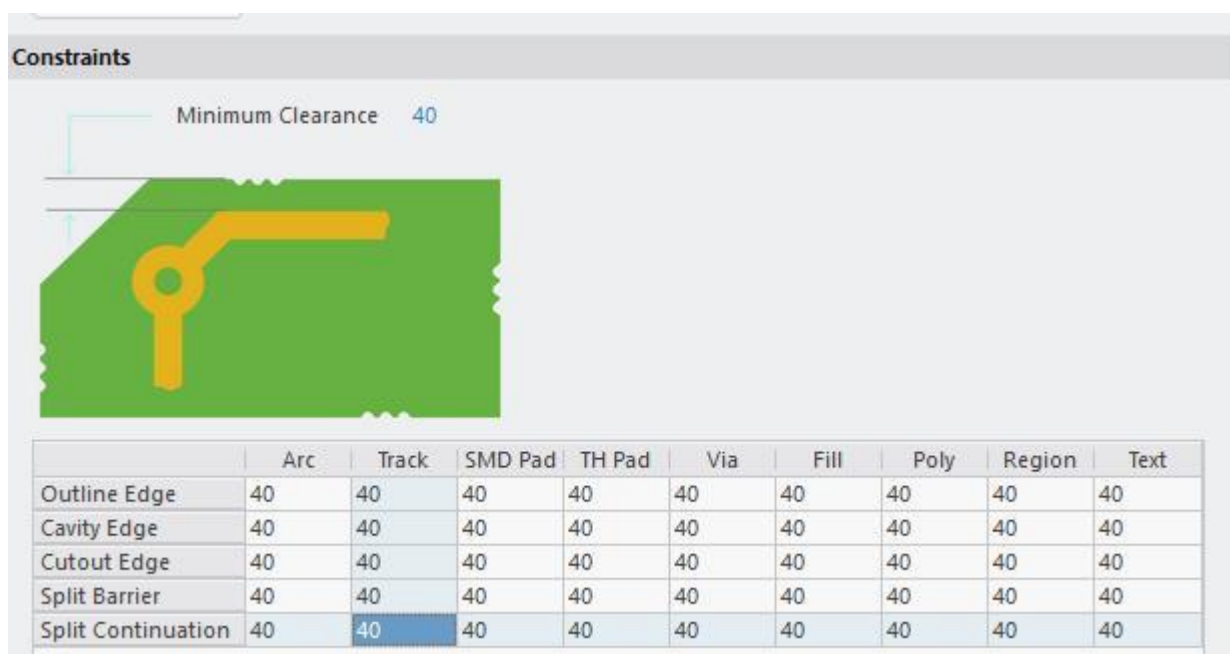 Constraints
Minimum Clearance 40
Arc Track SMD Pad TH Pad Via Fill Poly Region Text
Outline Edge 40 40 40 40 40 40 40 40 40
Cavity Edge 40 40 40 40 40 40 40 40 40
Cutout Edge 40 40 40 40 40 40 40 40 40
Split Barrier 40 40 40 40 40 40 40 40 40
Split Continuation 40 40 40 40 40 40 40 40 40